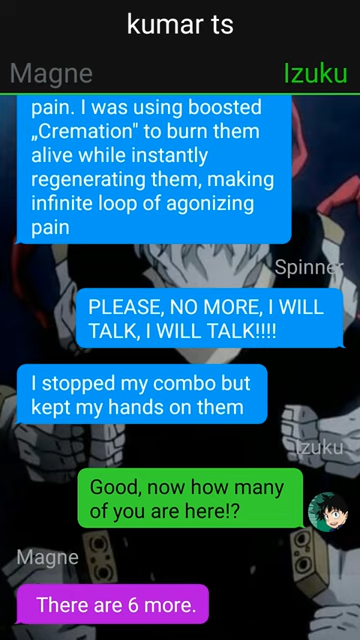 kumar ts
Magne
Izuku
pain. I was using boosted
„Cremation" to burn them
alive while instantly
regenerating them, making
infinite loop of agonizing
pain
Spinner
PLEASE, NO MORE, I WILL
TALK, I WILL TALK!!!!
I stopped my combo but
kept my hands on them
Izuku
Good, now how many
of you are here!?
Magne
There are 6 more.